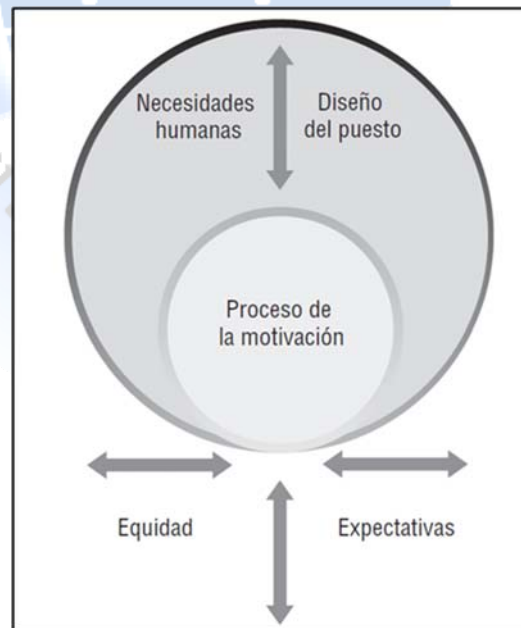 Necesidades
humanas
Diseño
del puesto
Proceso de
la motivación
Equidad
Expectativas